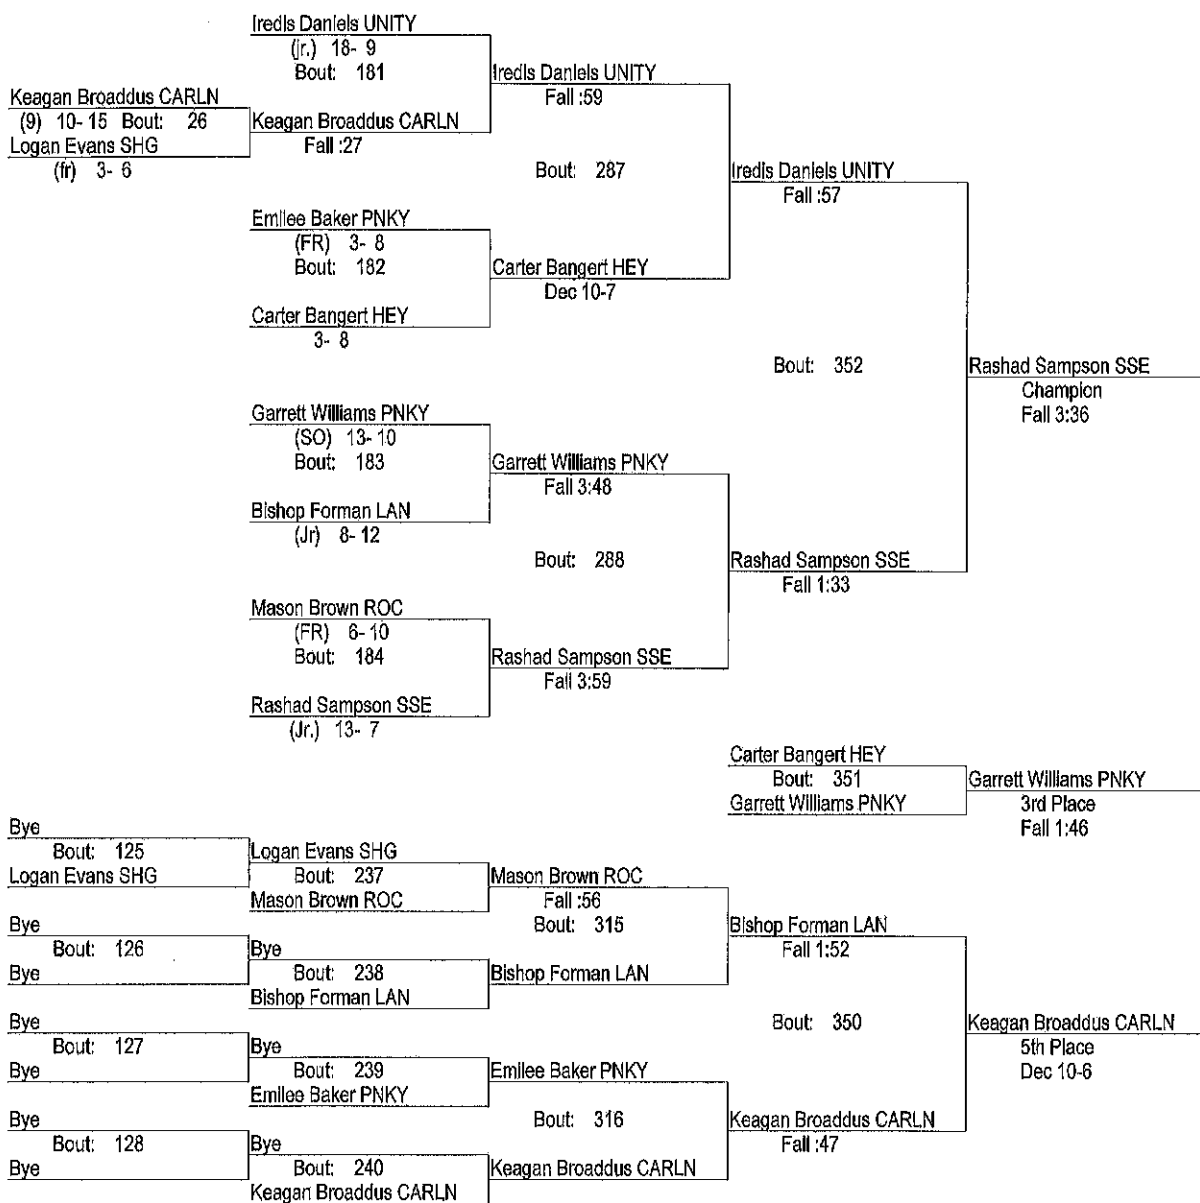 Iredis Daniels UNITY
(jr.) 18- 9
Bout: 181
Iredis Daniels UNITY
Fall :59
Keagan Broaddus CARLN
(9) 10- 15 Bout: 26
Keagan Broaddus CARLN
Fall :27
Logan Evans SHG
(fr) 3- 6
Bout: 287
Iredis Daniels UNITY
Fall :57
Emilee Baker PNKY
(FR) 3- 8
Bout: 182
Carter Bangert HEY
Dec 10-7
Carter Bangert HEY
3- 8
Bout: 352
Rashad Sampson SSE
Champion
Fall 3:36
Garrett Williams PNKY
(SO) 13- 10
Bout: 183
Garrett Williams PNKY
Fall 3:48
Bishop Forman LAN
(Jr) 8- 12
Bout: 288
Rashad Sampson SSE
Fall 1:33
Mason Brown ROC
(FR) 6- 10
Bout: 184
Rashad Sampson SSE
Fall 3:59
Rashad Sampson SSE
(Jr.) 13- 7
Carter Bangert HEY
Bout: 351
Garrett Williams PNKY
Garrett Williams PNKY
3rd Place
Fall 1:46
Bye
Bout: 125
Logan Evans SHG
Logan Evans SHG
Bout: 237
Mason Brown ROC
Mason Brown ROC
Fall :56
Bout: 315
Bishop Forman LAN
Fall 1:52
Bye
Bout: 126
Bye
Bye
Bout: 238
Bishop Forman LAN
Bishop Forman LAN
Bout: 350
Keagan Broaddus CARLN
5th Place
Dec 10-6
Bye
Bout: 127
Bye
Bye
Bout: 239
Emilee Baker PNKY
Emilee Baker PNKY
Bout: 316
Keagan Broaddus CARLN
Fall :47
Bye
Bout: 128
Bye
Bye
Bout: 240
Keagan Broaddus CARLN
Keagan Broaddus CARLN